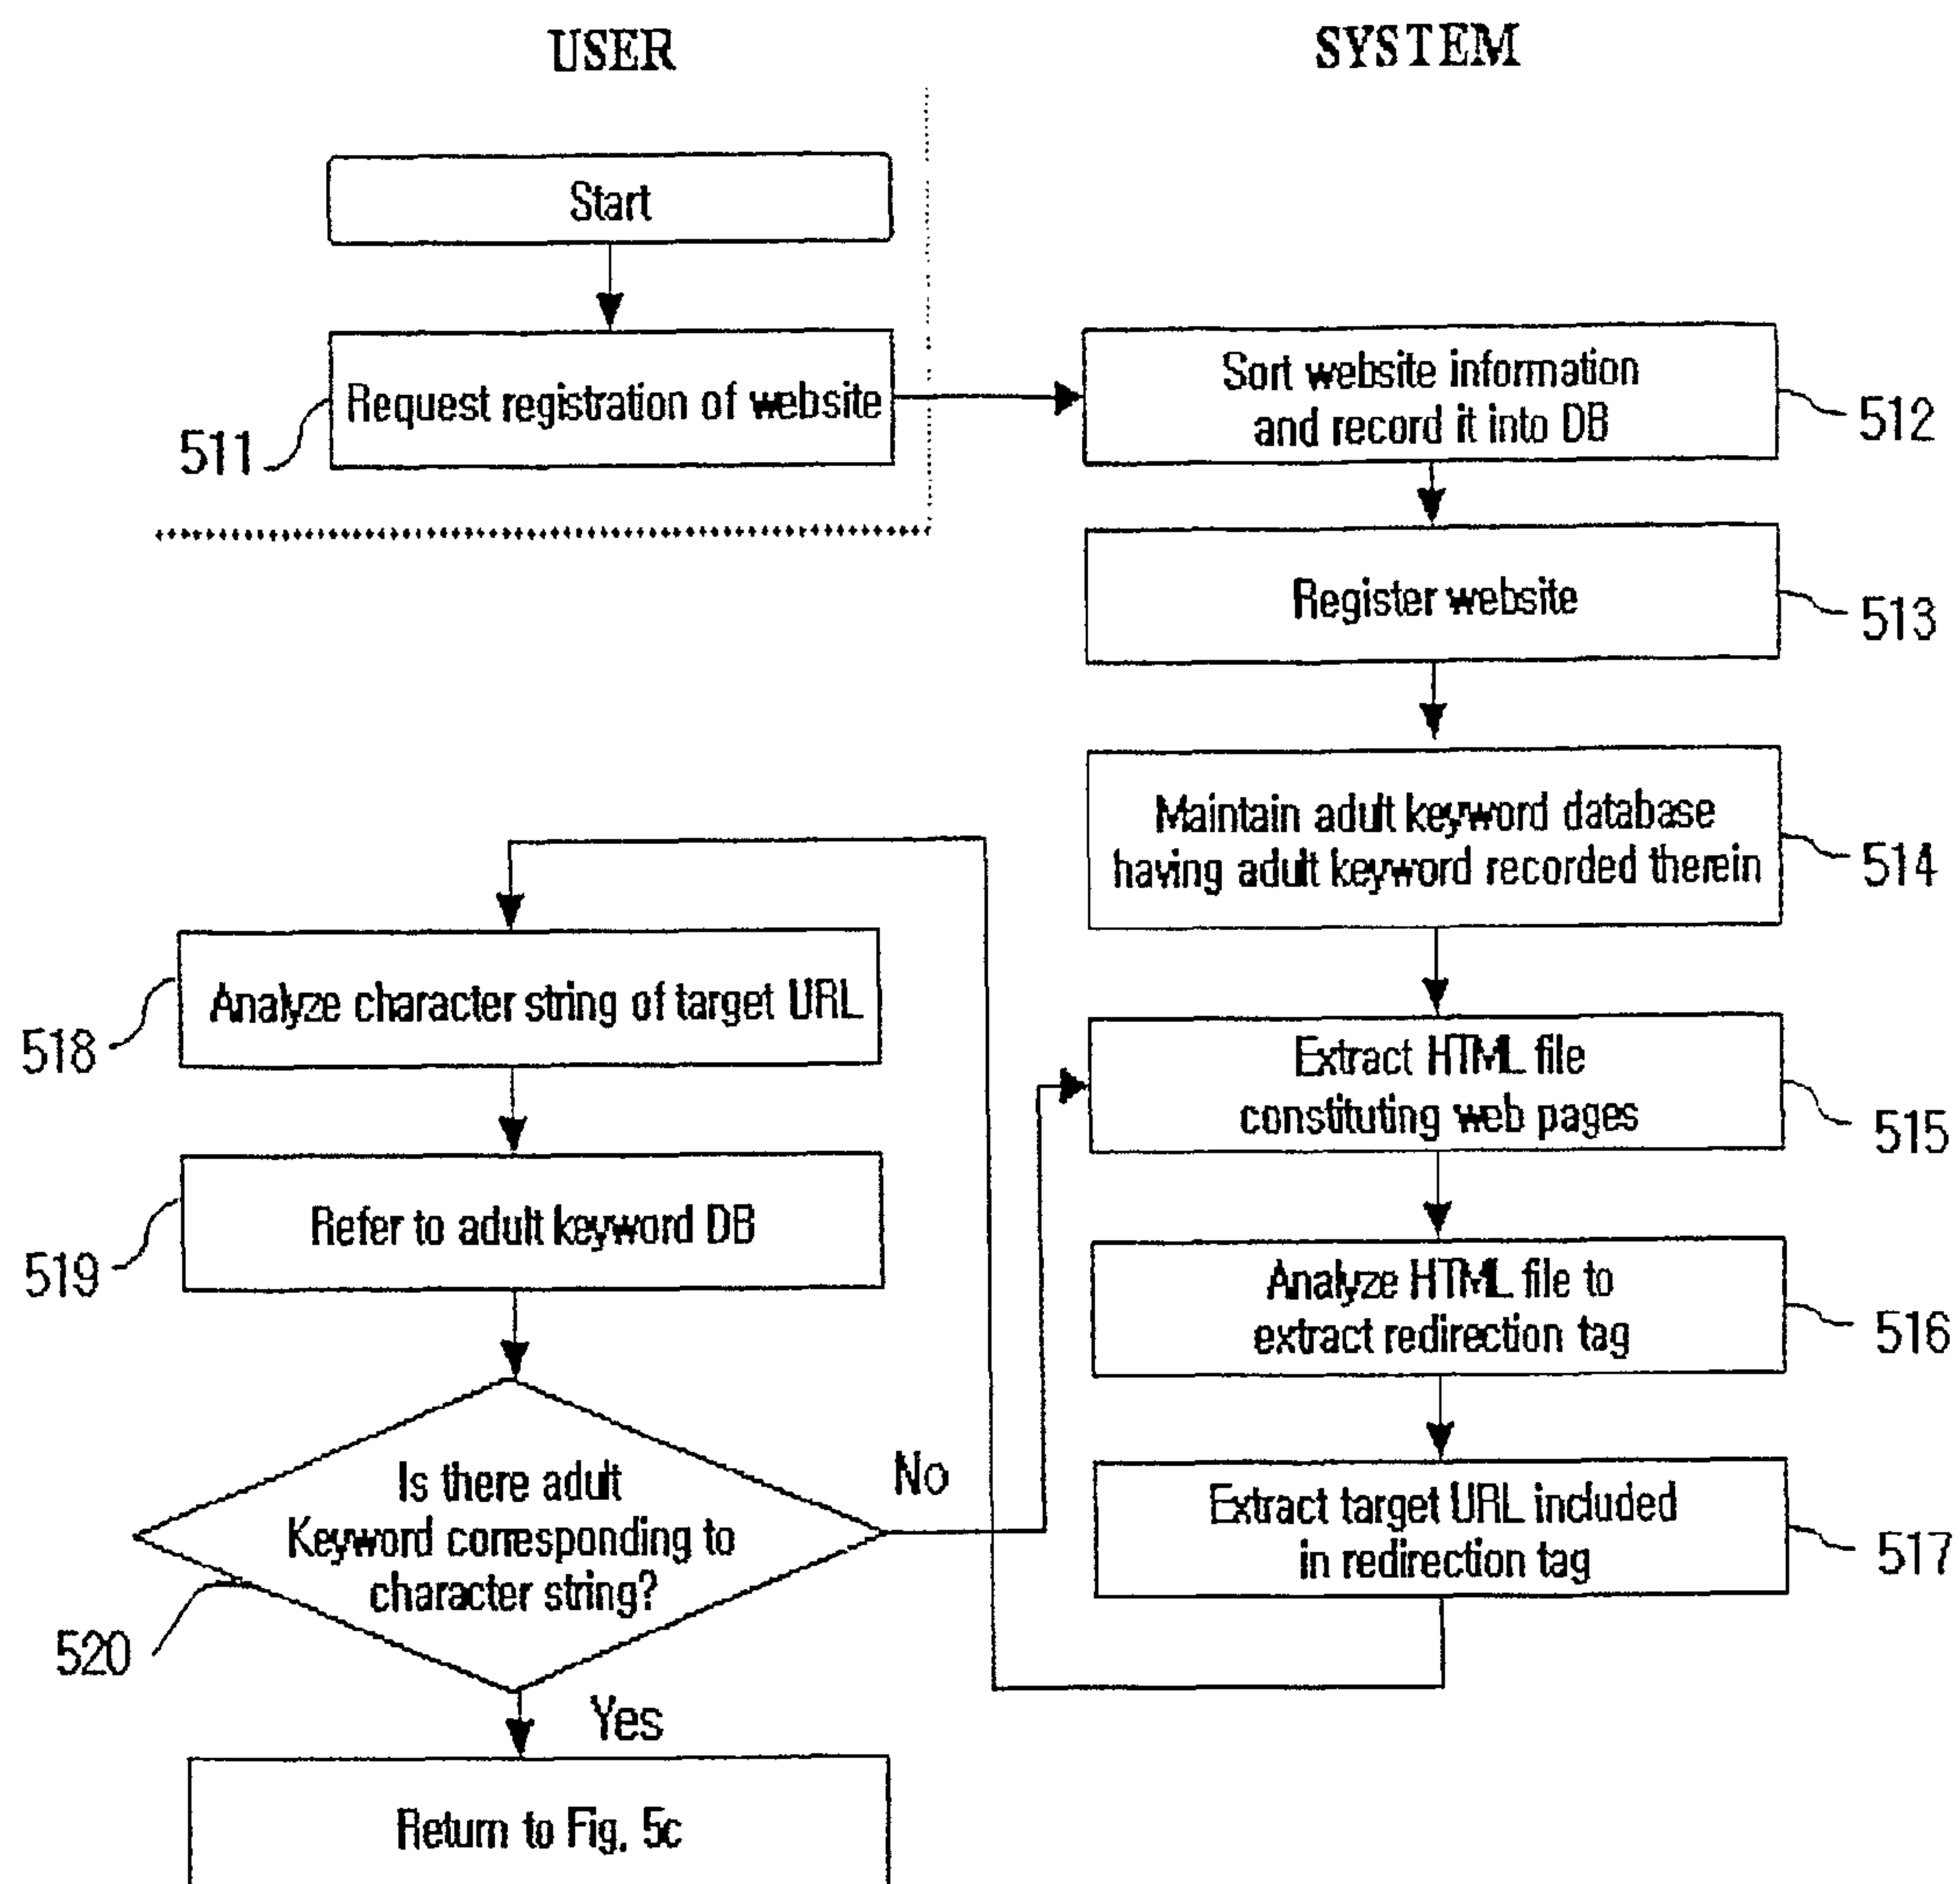 USER
SYSTEM
Start
Request registration of website
511
Sort website information
and record it into DB
512
Register website
513
Maintain adult keyword database
having adult keyword recorded therein
514
Extract HTML file
constituting web pages
515
Analyze HTML file to
extract redirection tag
516
Extract target URL included
in redirection tag
517
Analyze character string of target URL
518
Refer to adult keyword DB
519
Is there adult
Keyword corresponding to
character string?
520
No
Yes
Return to Fig. 5c